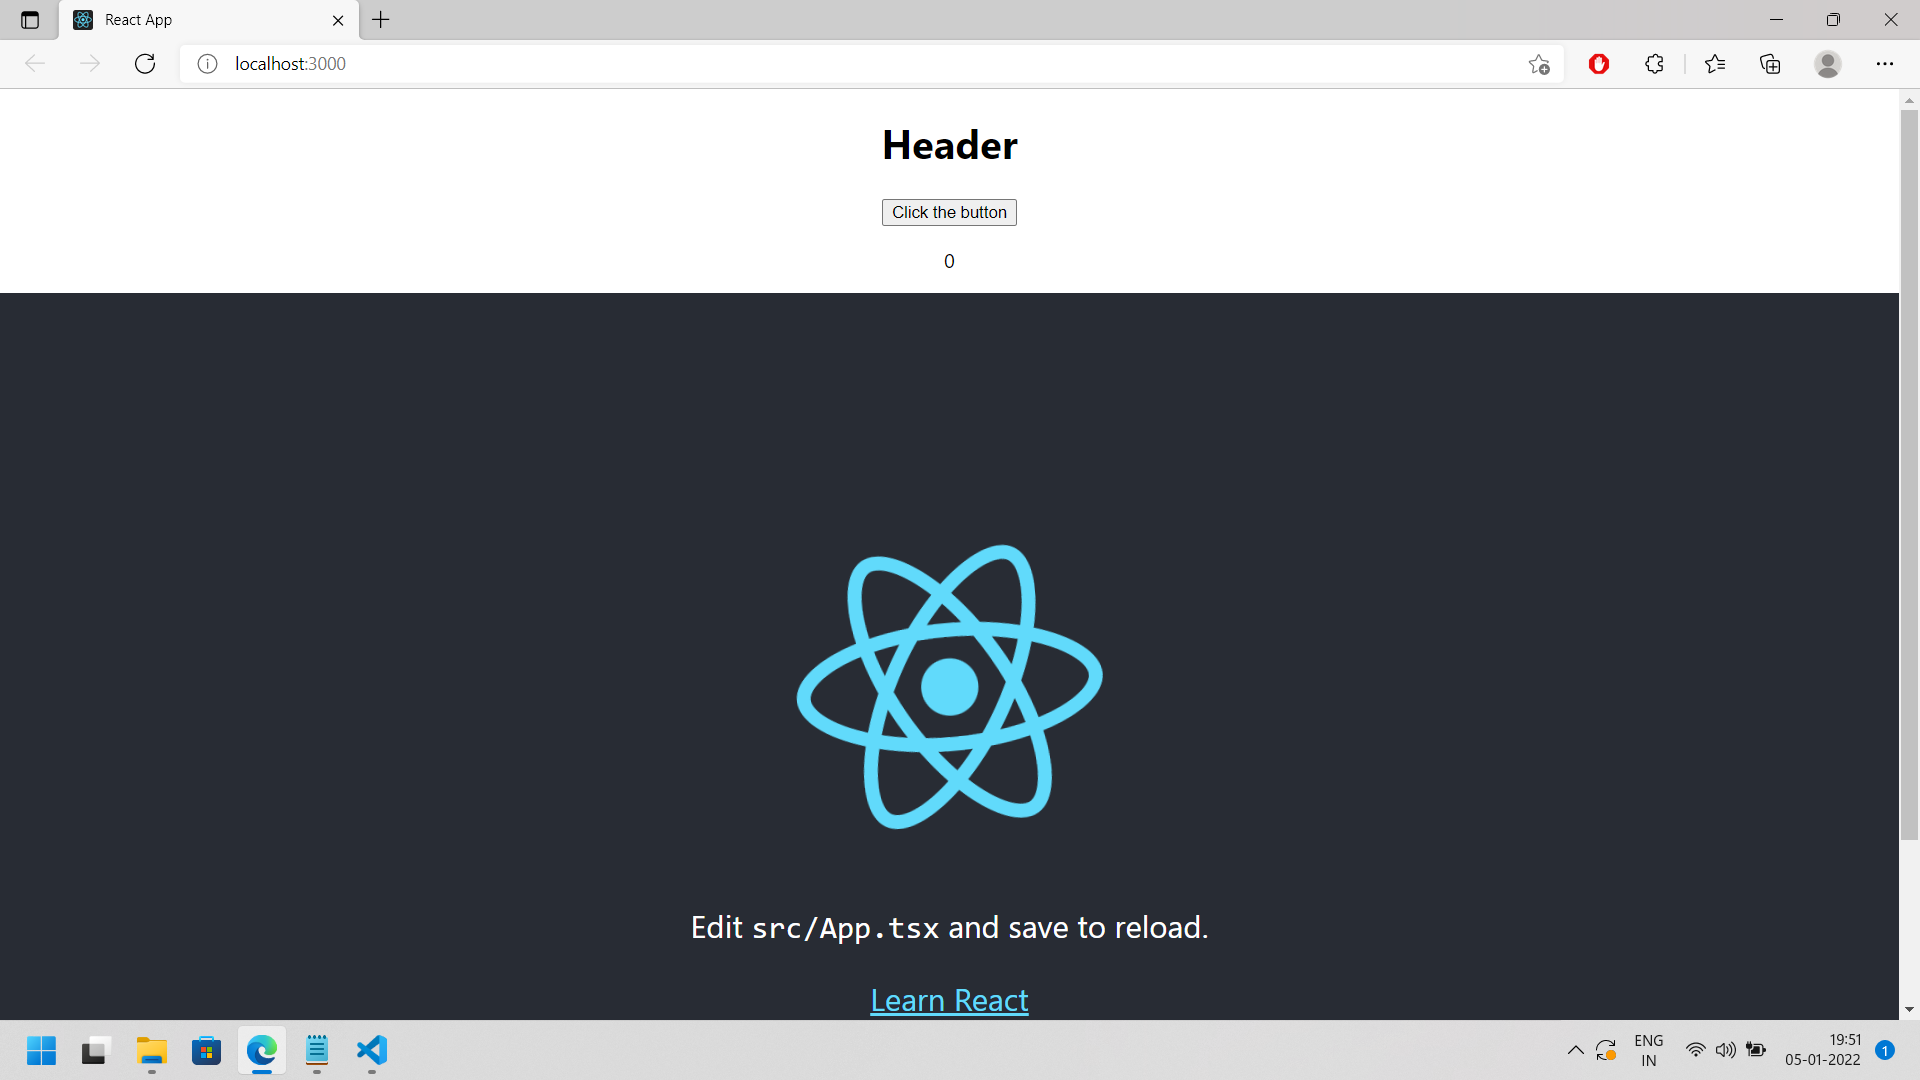 React App
localhost:3000
Header
Click the button
0
Edit src/App.tsx and save to reload.
Learn React
ENG
IN
19:51
05-01-2022
1